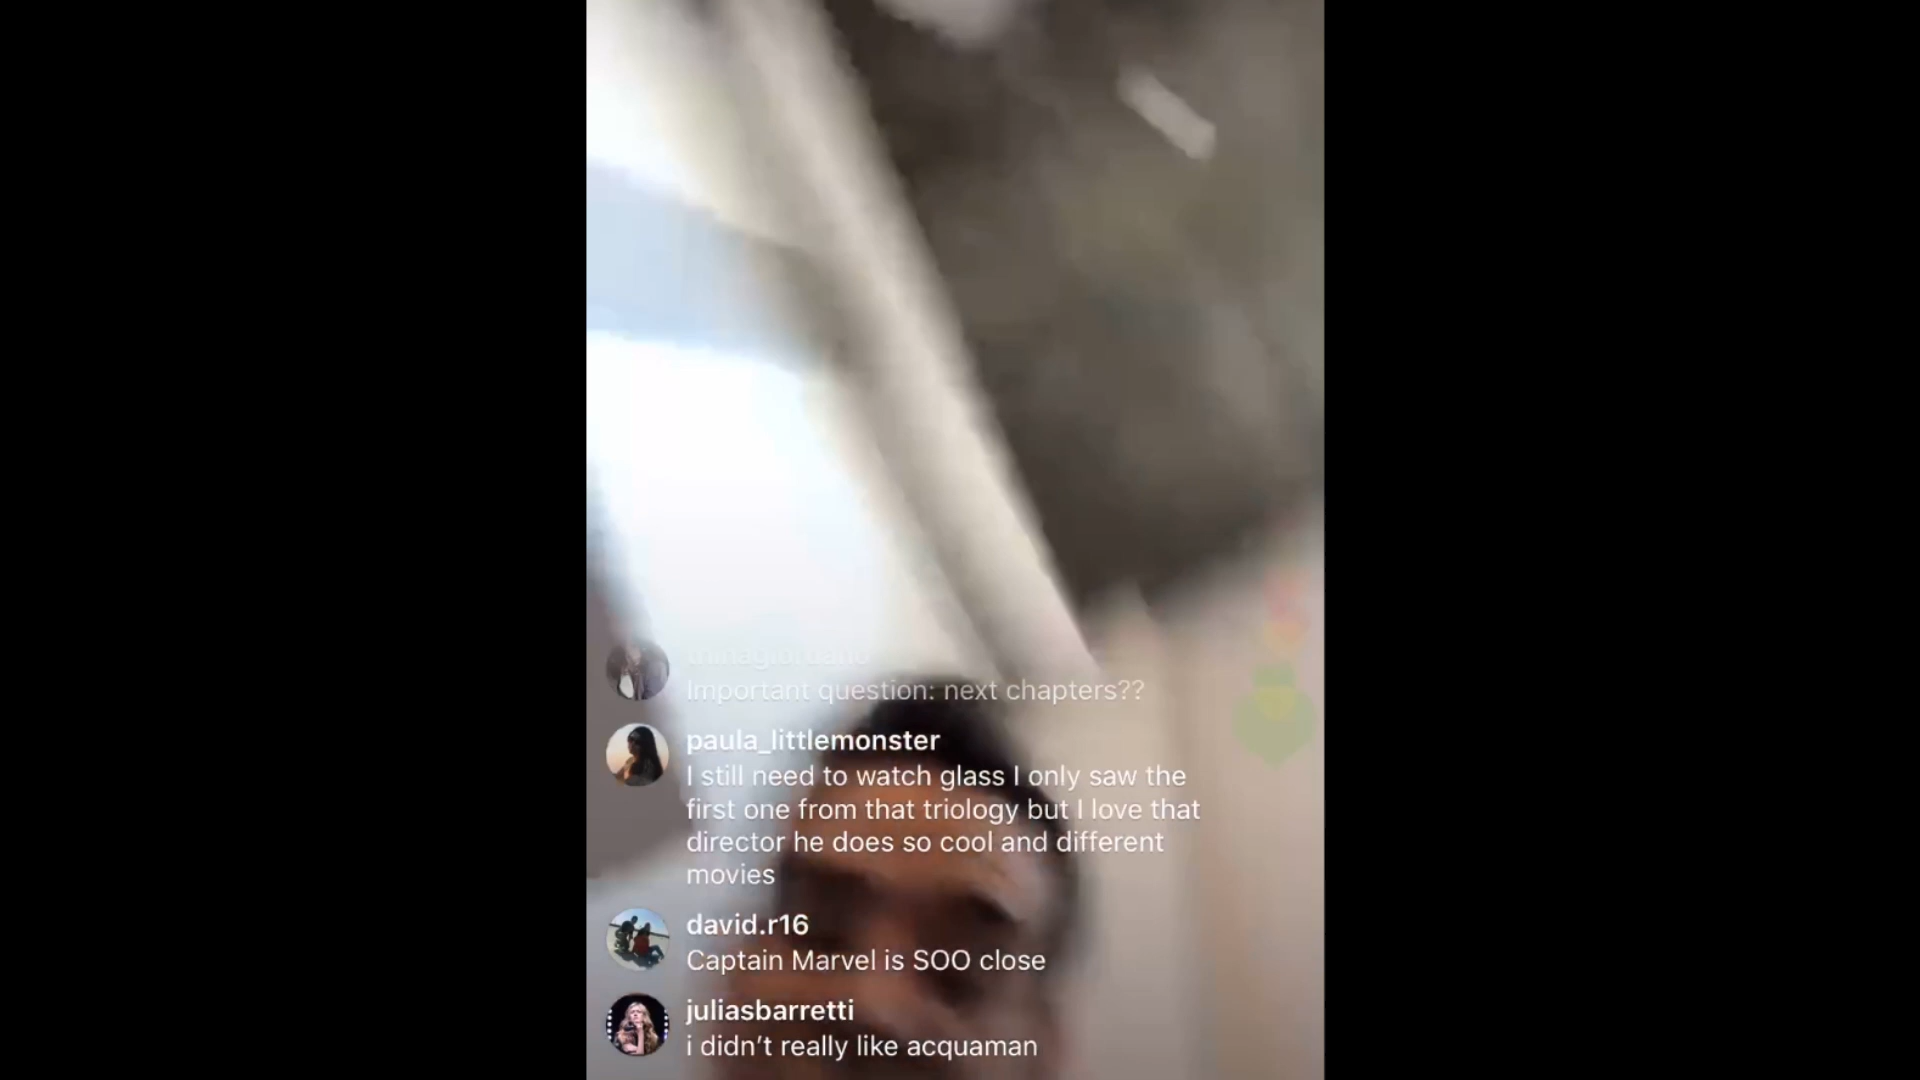 Important question: next chapters??
paula_littlemonster
I still need to watch glass I only saw the
first one from that triology but I love that
director he does so cool and different
movies
david.r16
Captain Marvel is SOO close
juliasbarretti
i didn’t really like acquaman